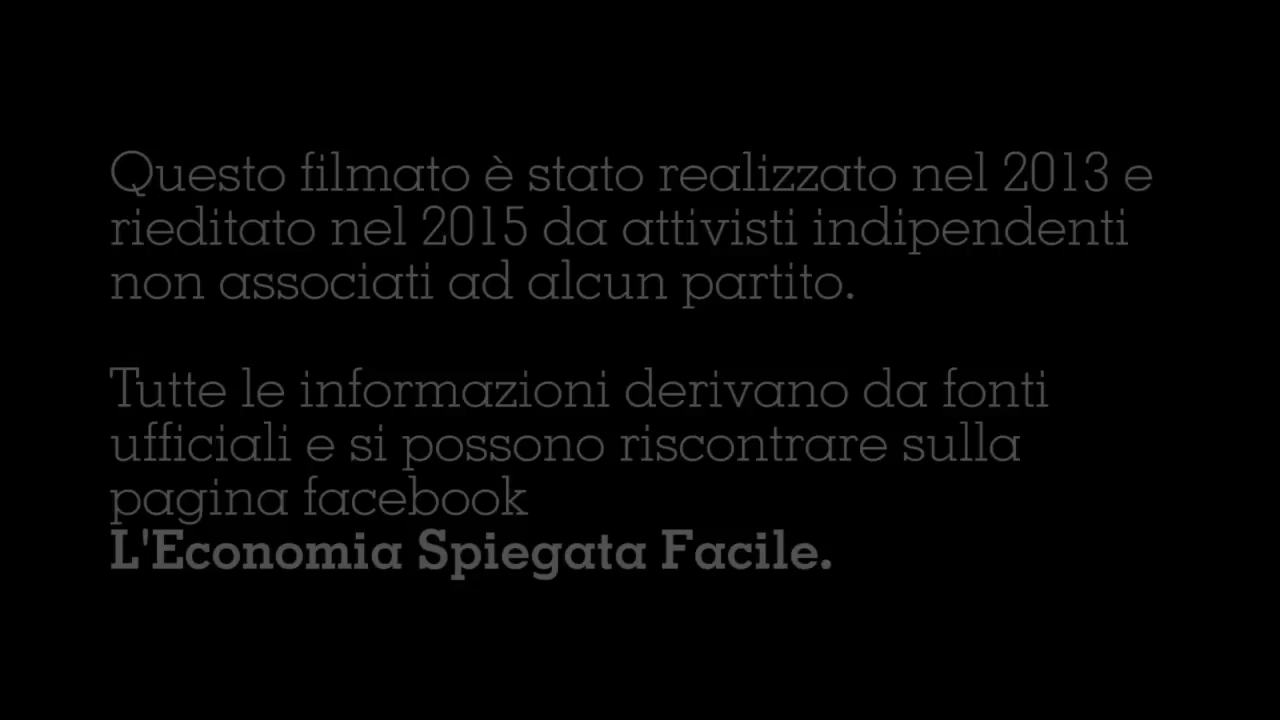 Questo filmato è stato realizzato nel 2013 e
rieditato nel 2015 da attivisti indipendenti
non associati ad alcun partito.
Tutte le informazioni derivano da fonti
ufficiali e si possono riscontrare sulla
pagina facebook
L'Economia Spiegata Facile.